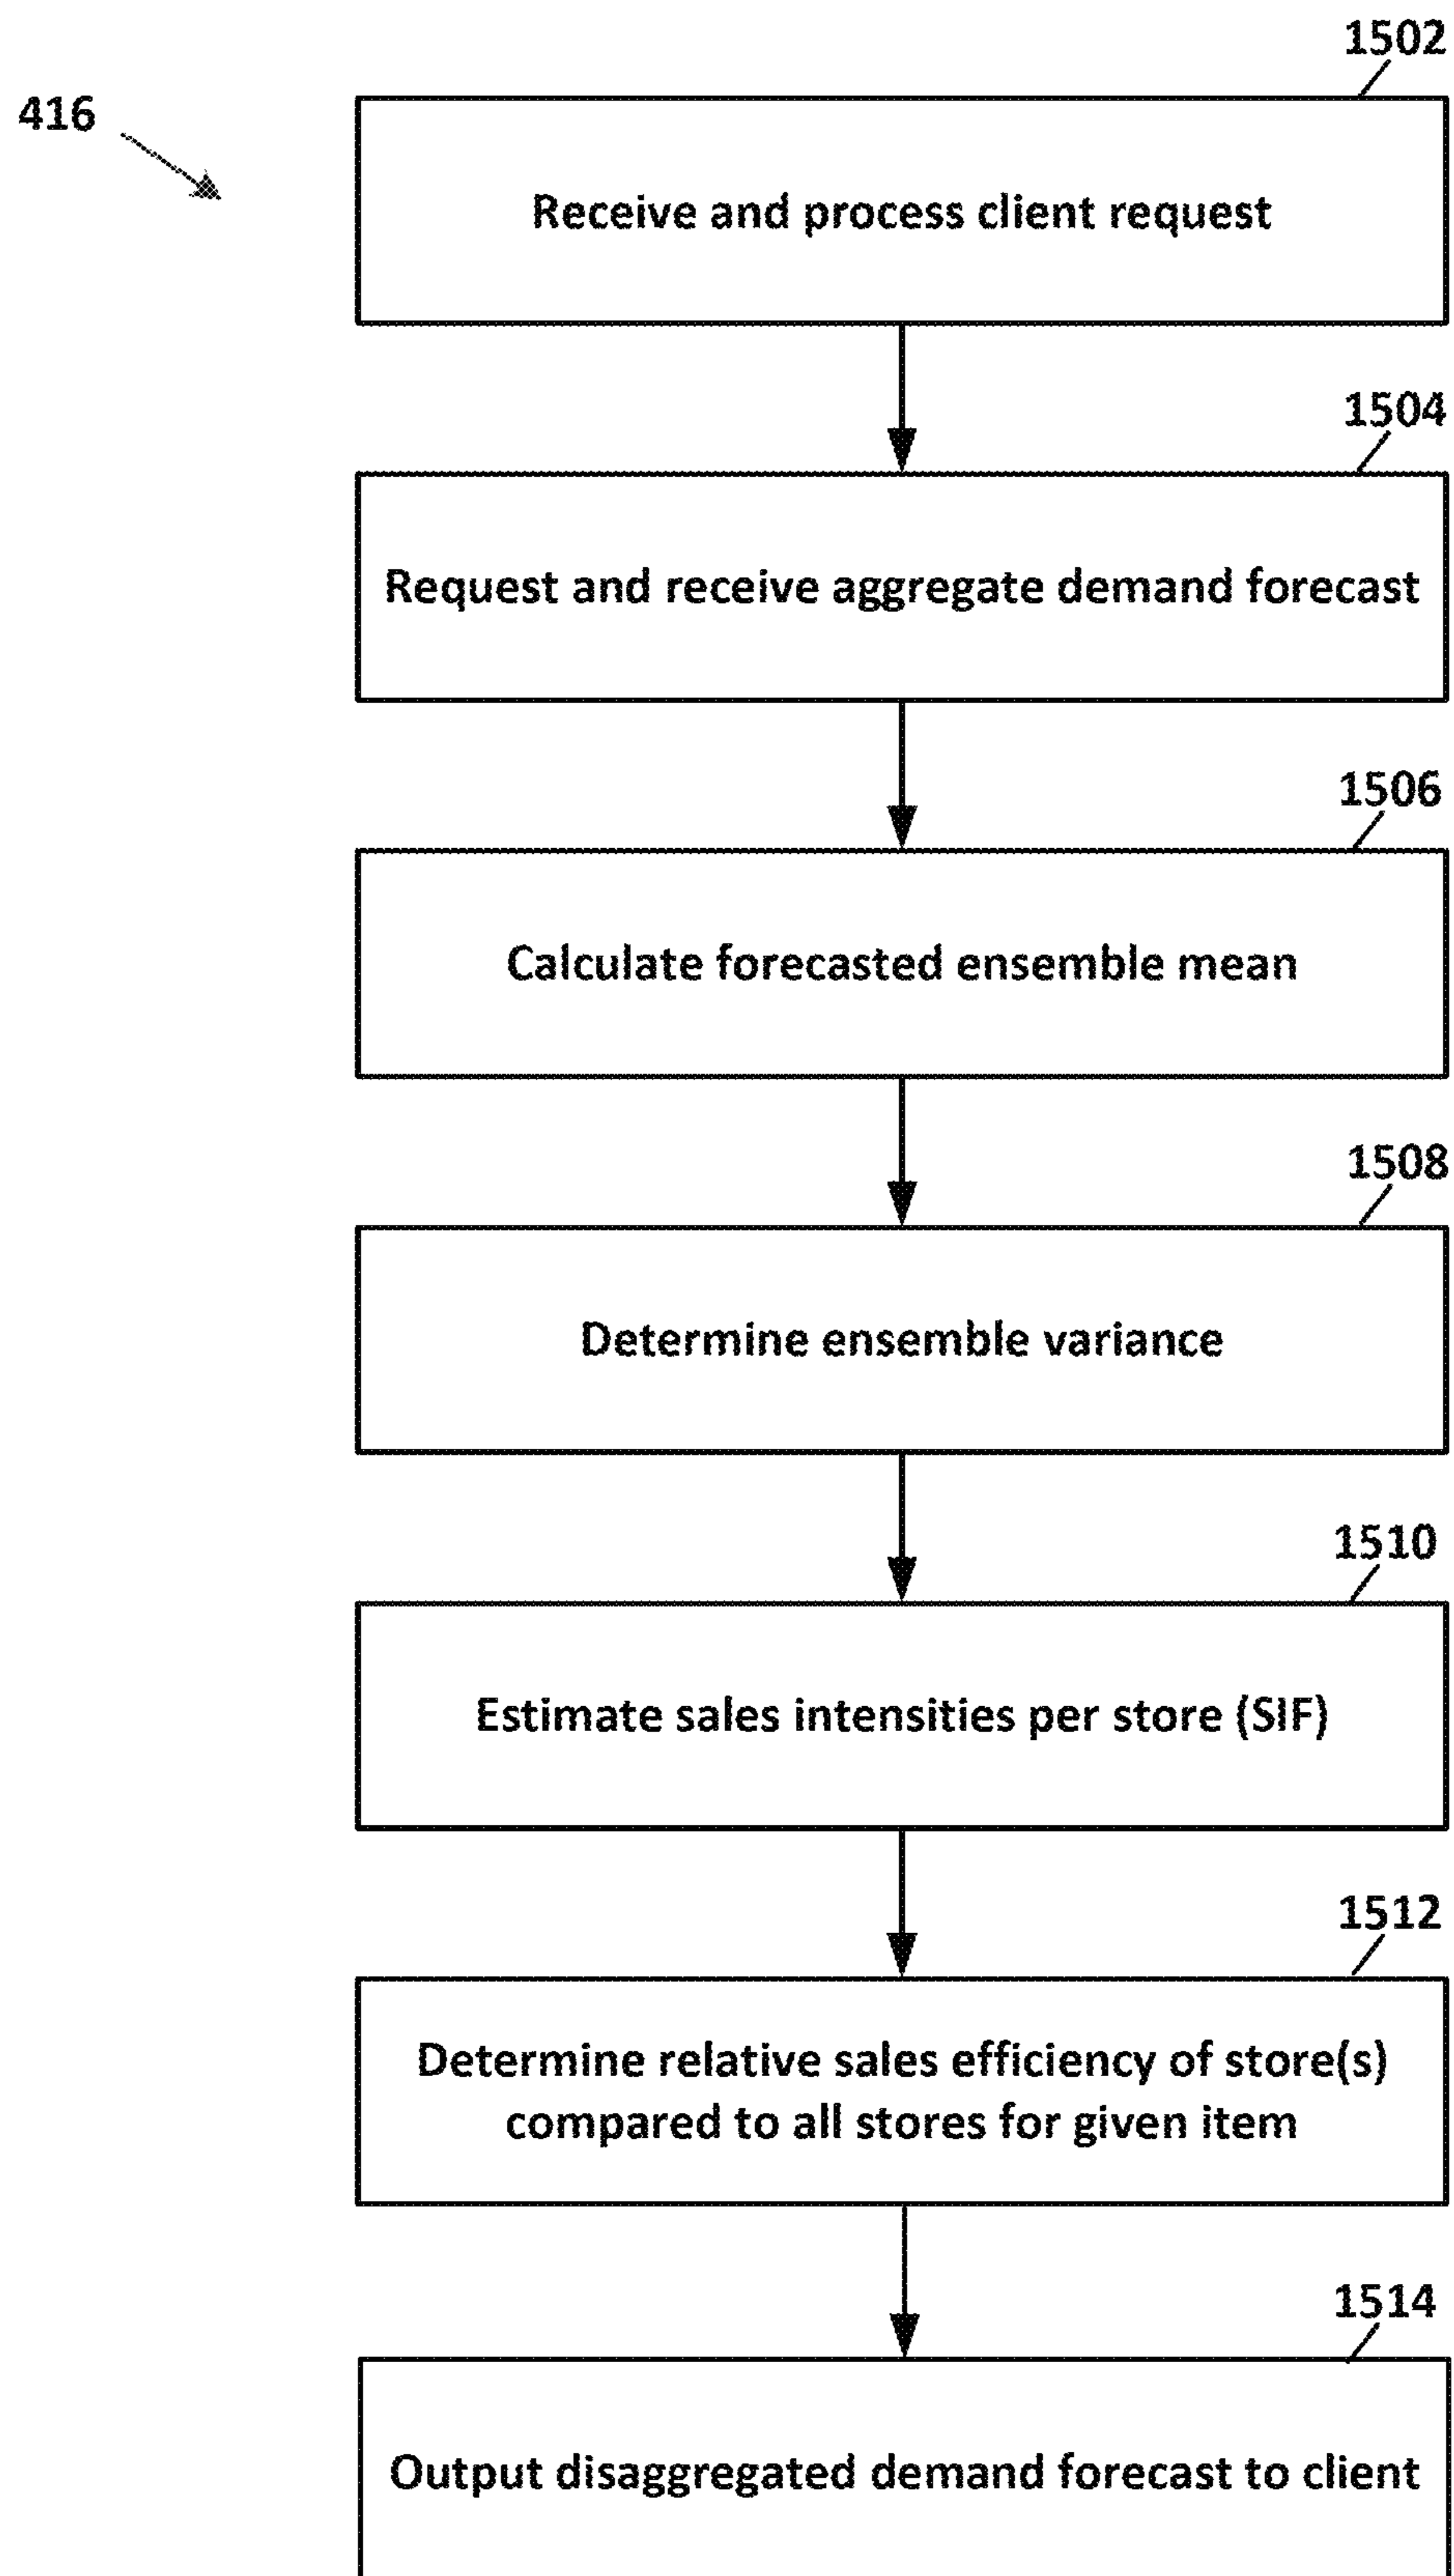 1502
416
Receive and process client request
1504
Request and receive aggregate demand forecast
1506
Calculate forecasted ensemble mean
1508
Determine ensemble variance
1510
Estimate sales intensities per store (SIF)
1512
Determine relative sales efficiency of store(s)
compared to all stores for given item
1514
Output disaggregated demand forecast to client